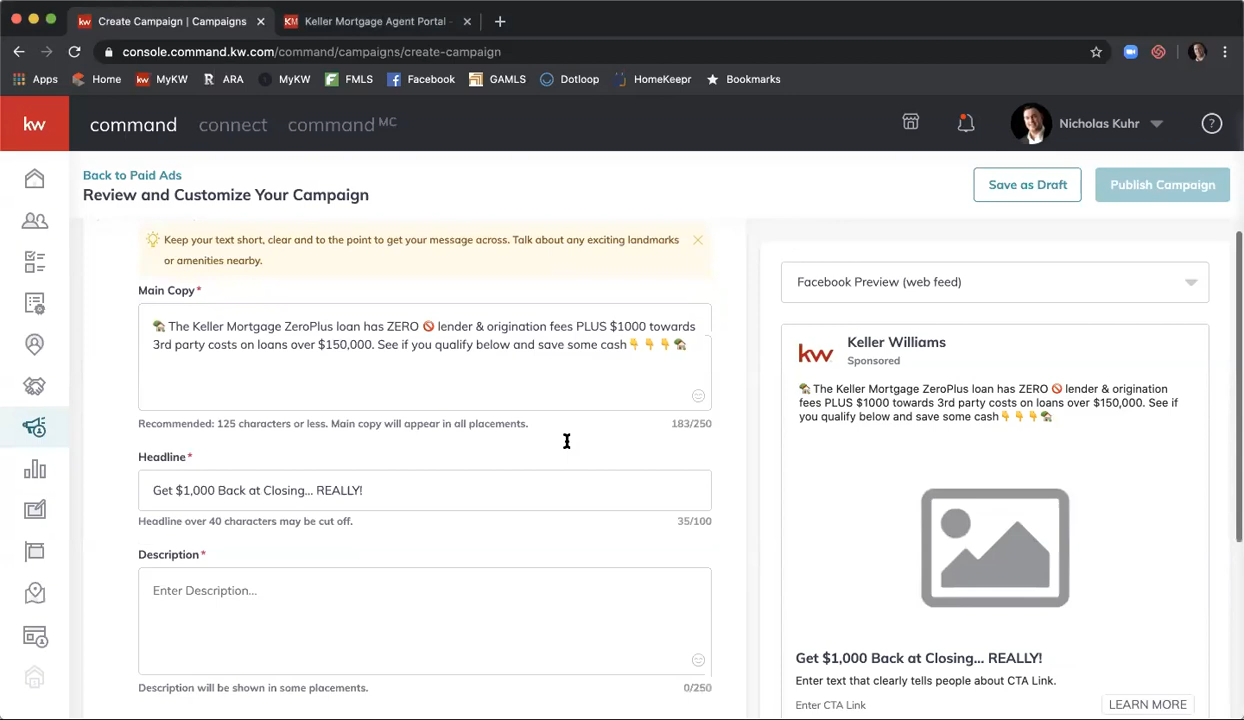 Create Campaign | Campaigns
Keller Mortgage Agent Portal -
console.command.kw.com/command/campaigns/create-campaign
Apps
Home
kw MyKW
R ARA
MyKW
FMLS
Facebook
GAMLS
Dotloop
HomeKeepr
Bookmarks
kw
command
connect
command MC
Nicholas Kuhr
Back to Paid Ads
Review and Customize Your Campaign
Save as Draft
Publish Campaign
Keep your text short, clear and to the point to get your message across. Talk about any exciting landmarks
or amenities nearby.
Main Copy*
🏡 The Keller Mortgage ZeroPlus loan has ZERO 🚫 lender & origination fees PLUS $1000 towards
3rd party costs on loans over $150,000. See if you qualify below and save some cash👇👇👇🏡
Recommended: 125 characters or less. Main copy will appear in all placements.
183/250
Headline*
Get $1,000 Back at Closing... REALLY!
Headline over 40 characters may be cut off.
35/100
Description*
Enter Description...
Description will be shown in some placements.
0/250
Facebook Preview (web feed)
kw
Keller Williams
Sponsored
🏡The Keller Mortgage ZeroPlus loan has ZERO 🚫 lender & origination
fees PLUS $1000 towards 3rd party costs on loans over $150,000. See if
you qualify below and save some cash👇👇👇🏡
Get $1,000 Back at Closing... REALLY!
Enter text that clearly tells people about CTA Link.
Enter CTA Link
LEARN MORE